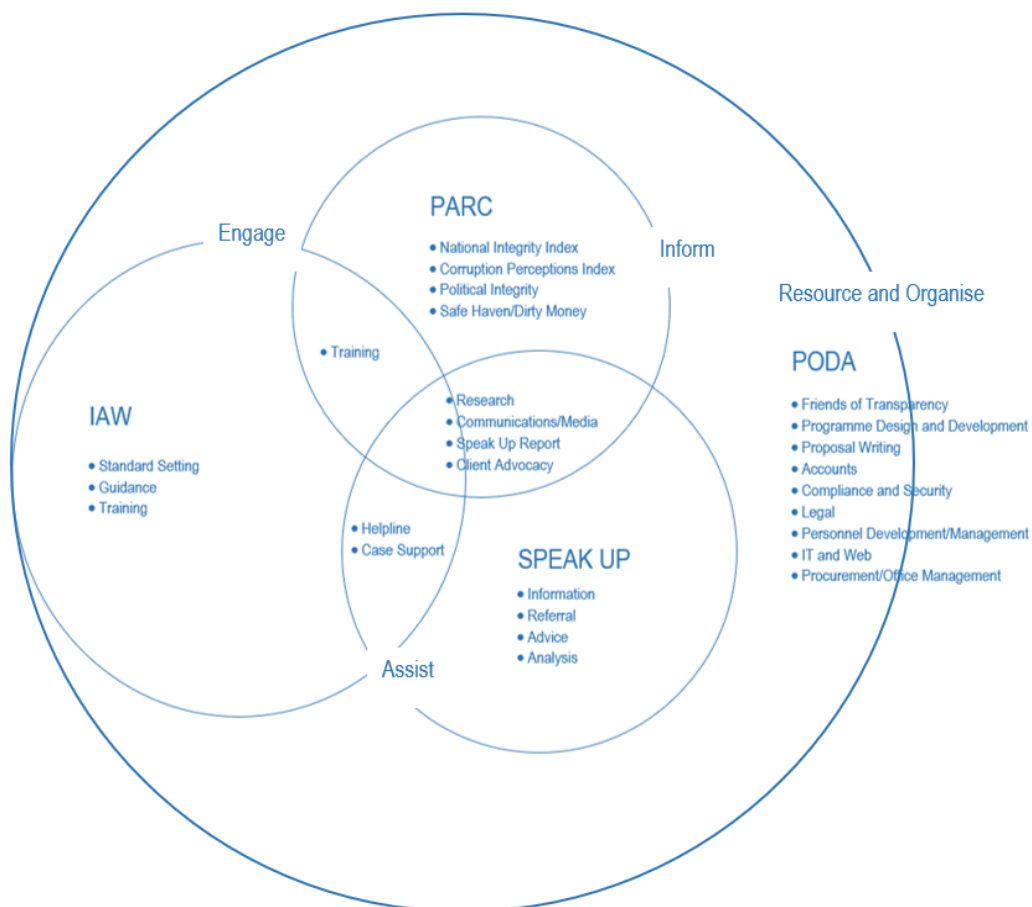 Engage
PARC
• National Integrity Index
• Corruption Perceptions Index
• Political Integrity
• Safe Haven/Dirty Money
Inform
Resource and Organise
• Training
IAW
• Standard Setting
• Guidance
• Training
• Research
• Communications/Media
• Speak Up Report
• Client Advocacy
PODA
• Friends of Transparency
• Programme Design and Development
• Proposal Writing
• Accounts
• Compliance and Security
• Legal
• Personnel Development/Management
• IT and Web
• Procurement/Office Management
• Helpline
• Case Support
SPEAK UP
• Information
• Referral
• Advice
• Analysis
Assist